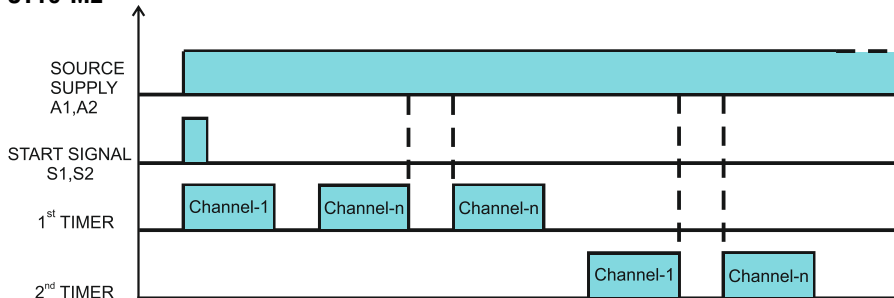 SOURCE
SUPPLY
A1,A2
START SIGNAL
S1,S2
1st TIMER
Channel-1
Channel-n
Channel-n
2nd TIMER
Channel-1
Channel-n